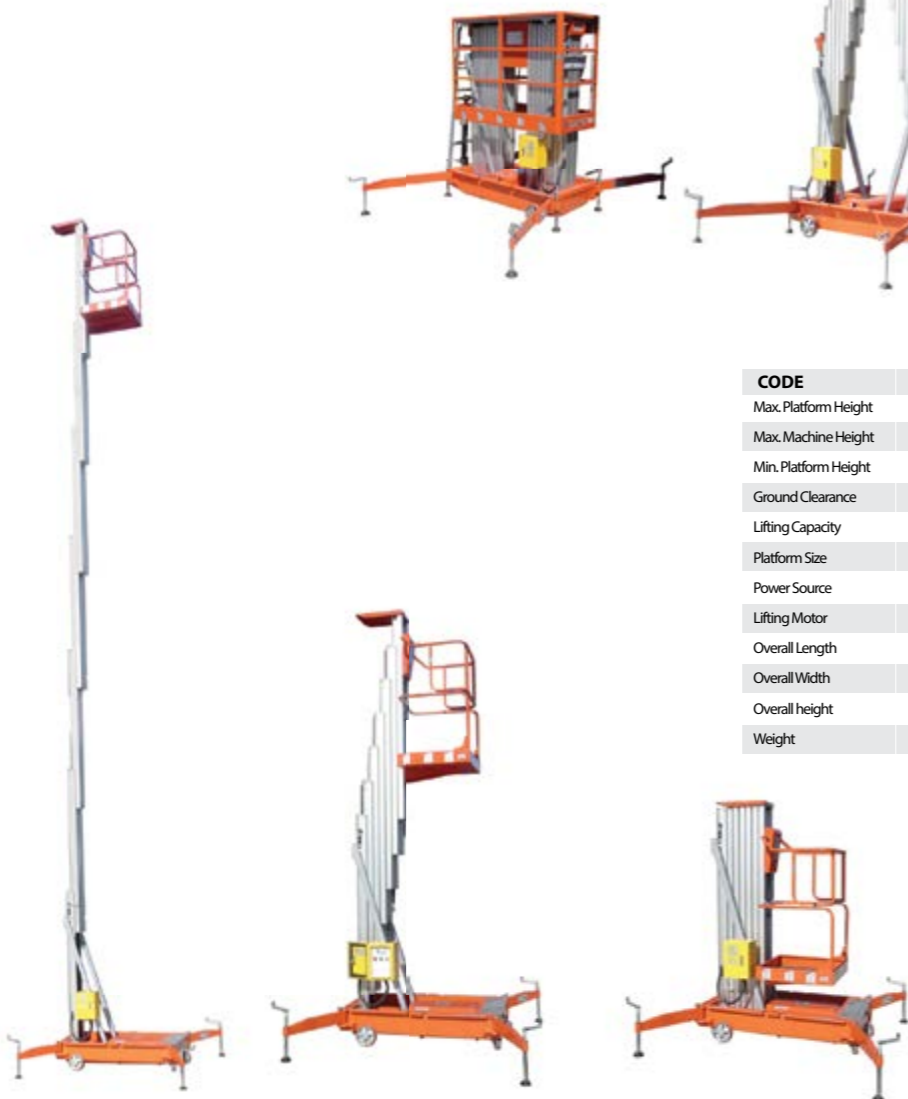 CODE
Max. Platform Height
Max. Machine Height
Min. Platform Height
Ground Clearance
Lifting Capacity
Platform Size
Power Source
Lifting Motor
Overall Length
Overall Width
Overall height
Weight